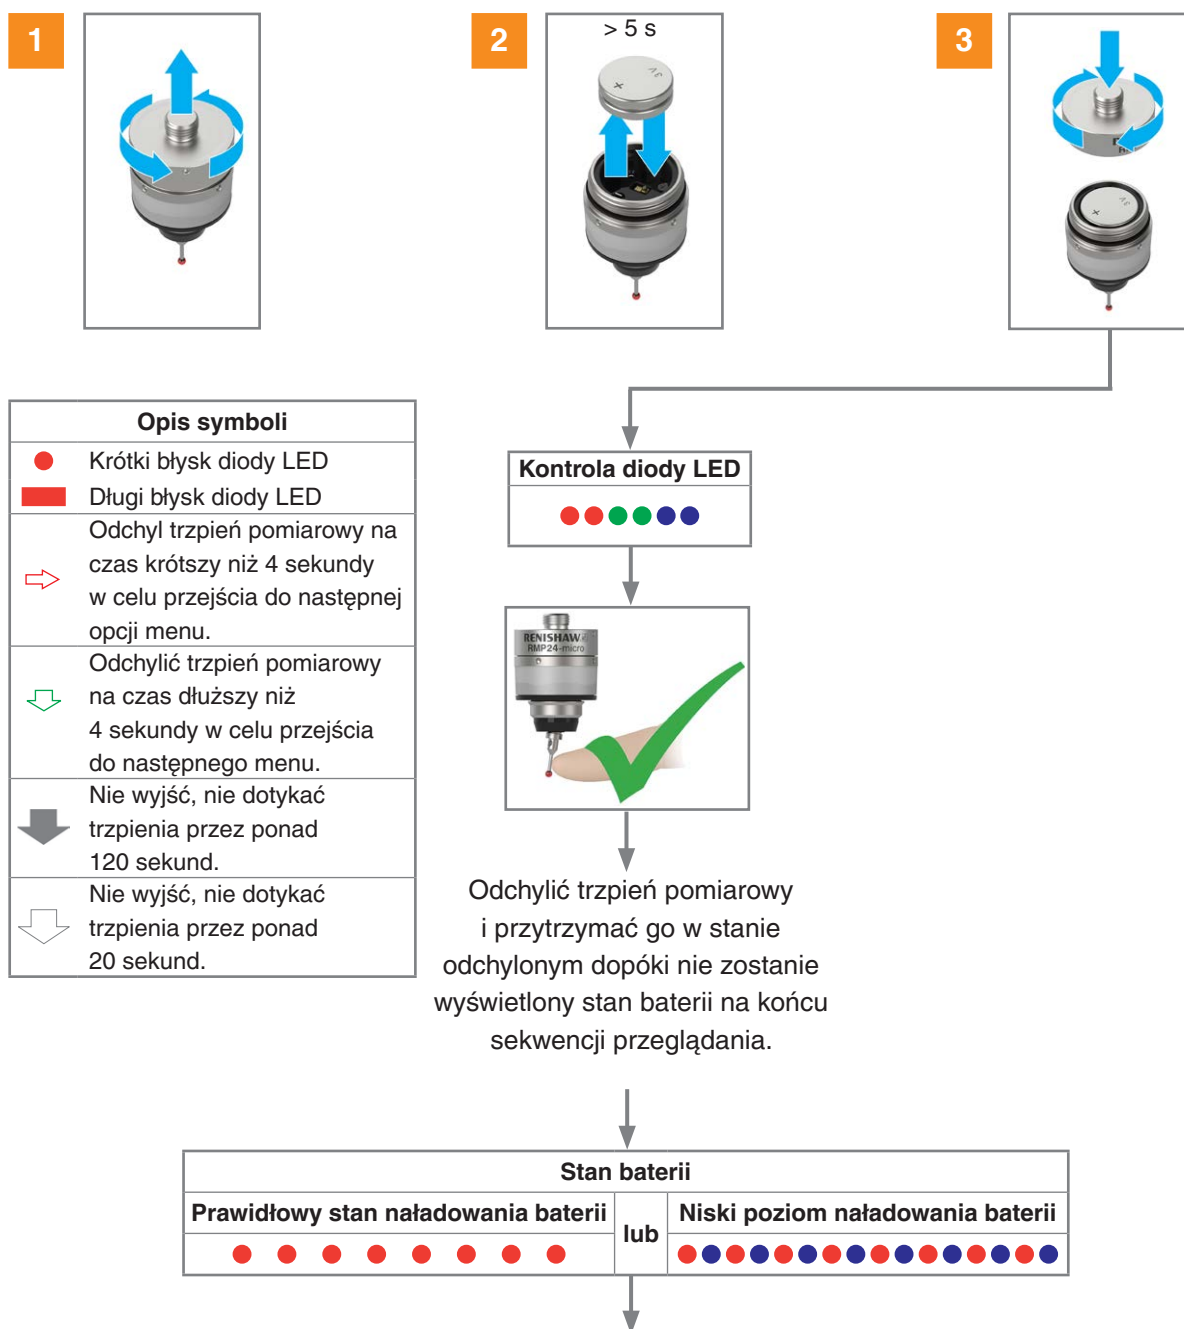 1
2
> 5 s
3
3V
+
3V
+
Opis symboli
Krótki błysk diody LED
Długi błysk diody LED
Odchyl trzpień pomiarowy na
czas krótszy niż 4 sekundy
w celu przejścia do następnej
opcji menu.
Odchylić trzpień pomiarowy
na czas dłuższy niż
4 sekundy w celu przejścia
do następnego menu.
Nie wyjść, nie dotykać
trzpienia przez ponad
120 sekund.
Nie wyjść, nie dotykać
trzpienia przez ponad
20 sekund.
Kontrola diody LED
RENISHAW
RMP24-micro
Odchylić trzpień pomiarowy
i przytrzymać go w stanie
odchylonym dopóki nie zostanie
wyświetlony stan baterii na końcu
sekwencji przeglądania.
Stan baterii
Prawidłowy stan naładowania baterii
lub
Niski poziom naładowania baterii